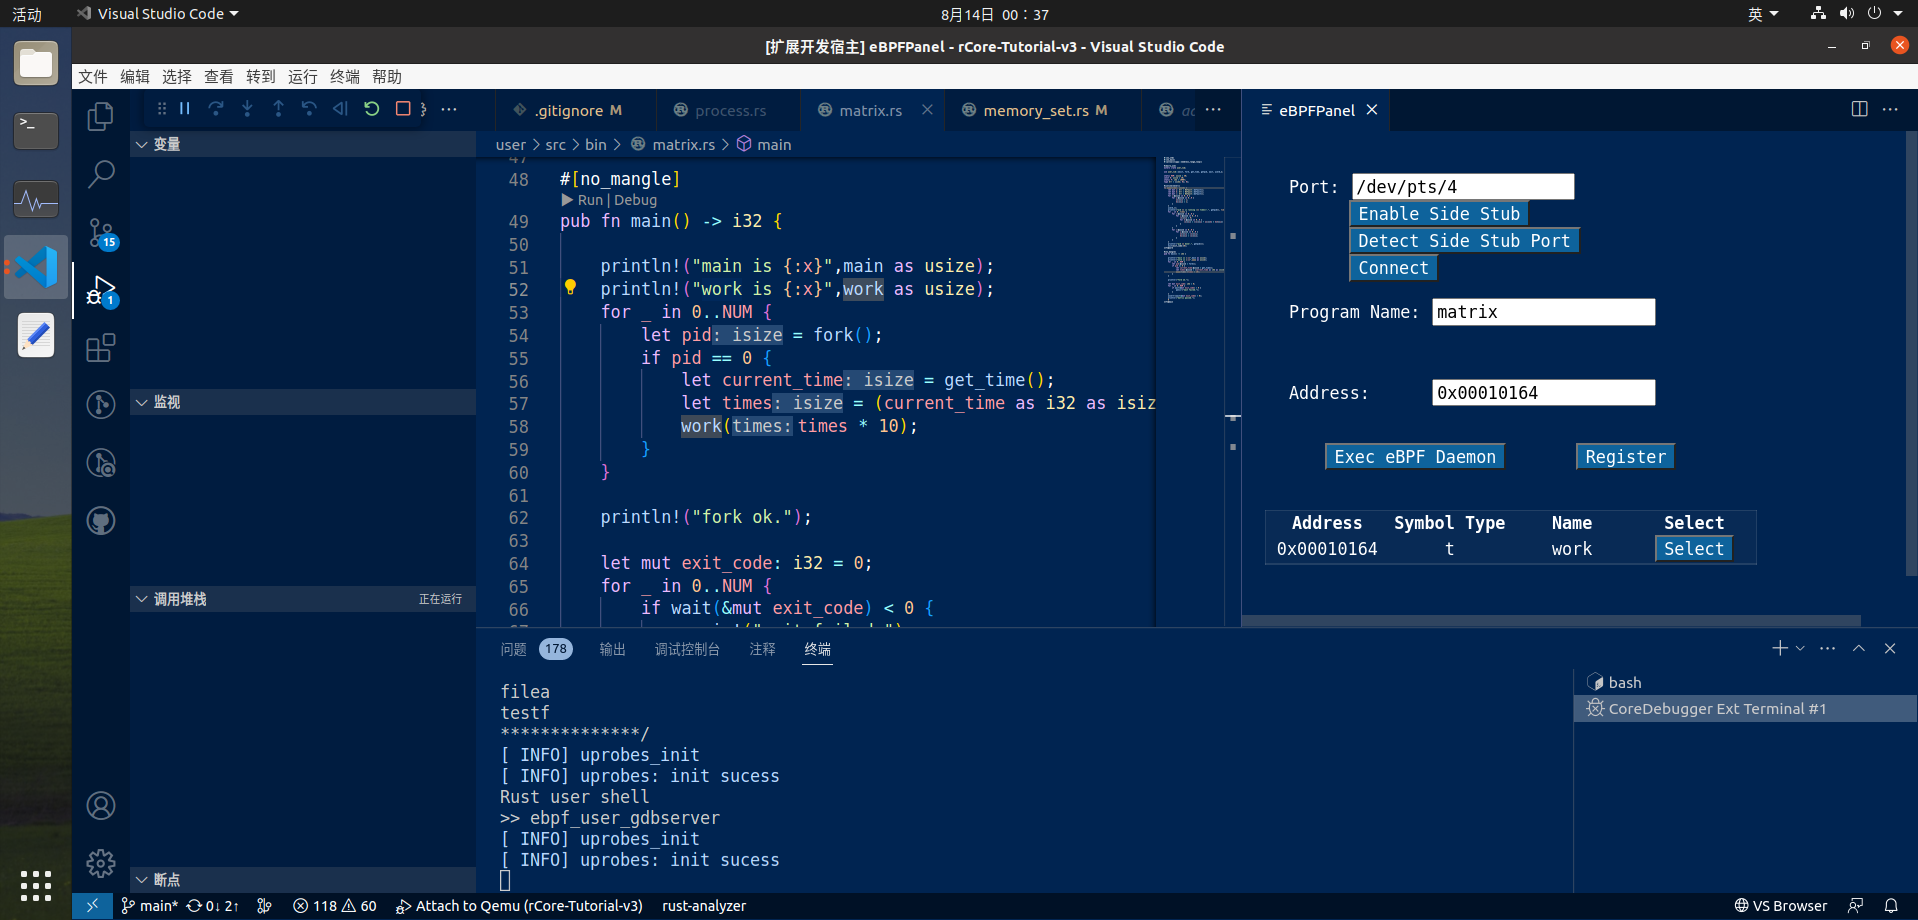 活动
Visual Studio Code
8月14日 00：37
英
[扩展开发宿主] eBPFPanel - rCore-Tutorial-v3 - Visual Studio Code
文件 编辑 选择 查看 转到 运行 终端 帮助
.gitignore M
process.rs
matrix.rs
memory_set.rs M
eBPFPanel
变量
user > src > bin > matrix.rs > main
47
48 #[no_mangle]
Run | Debug
49 pub fn main() -> i32 {
50
51 println!("main is {:x}",main as usize);
52 println!("work is {:x}",work as usize);
53 for _ in 0..NUM {
54 let pid: isize = fork();
55 if pid == 0 {
56 let current_time: isize = get_time();
57 let times: isize = (current_time as i32 as isiz
58 work(times: times * 10);
59 }
60 }
61
62 println!("fork ok.");
63
64 let mut exit_code: i32 = 0;
65 for _ in 0..NUM {
66 if wait(&mut exit_code) < 0 {
Port: /dev/pts/4
Enable Side Stub
Detect Side Stub Port
Connect
Program Name: matrix
Address: 0x00010164
Exec eBPF Daemon Register
Address Symbol Type Name Select
0x00010164 t work Select
15
1
监视
调用堆栈 正在运行
断点
问题 178 输出 调试控制台 注释 终端
filea
testf
**************/
[ INFO] uprobes_init
[ INFO] uprobes: init sucess
Rust user shell
>> ebpf_user_gdbserver
[ INFO] uprobes_init
[ INFO] uprobes: init sucess
bash
CoreDebugger Ext Terminal #1
main* 0↓ 2↑ 118 60 Attach to Qemu (rCore-Tutorial-v3) rust-analyzer
VS Browser